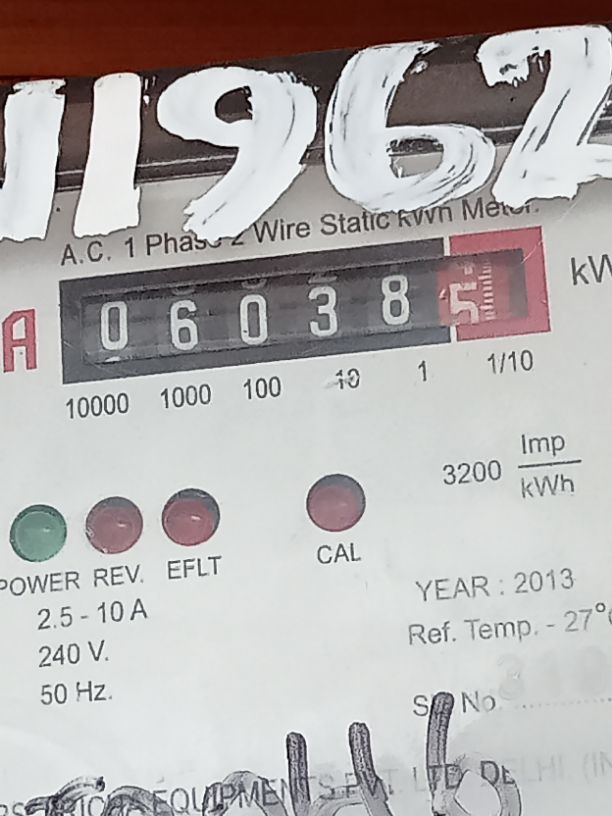 11962
A.C. 1 Phase 2 Wire Static kWh Meter.
A 0 6 0 3 8 5 kW
10000 1000 100 10 1 1/10
3200 Imp
kWh
POWER REV. EFLT CAL
2.5 - 10 A
240 V.
50 Hz.
YEAR : 2013
Ref. Temp. - 27°
No.
EQUIPMENTS PVT. LTD. DELHI. (IN